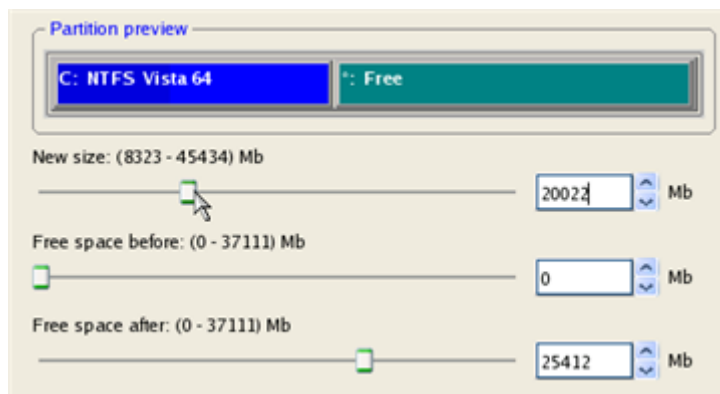 Partition preview
C: NTFS Vista 64 *: Free
New size: (8323 - 45434) Mb
20022 Mb
Free space before: (0 - 37111) Mb
0 Mb
Free space after: (0 - 37111) Mb
25412 Mb